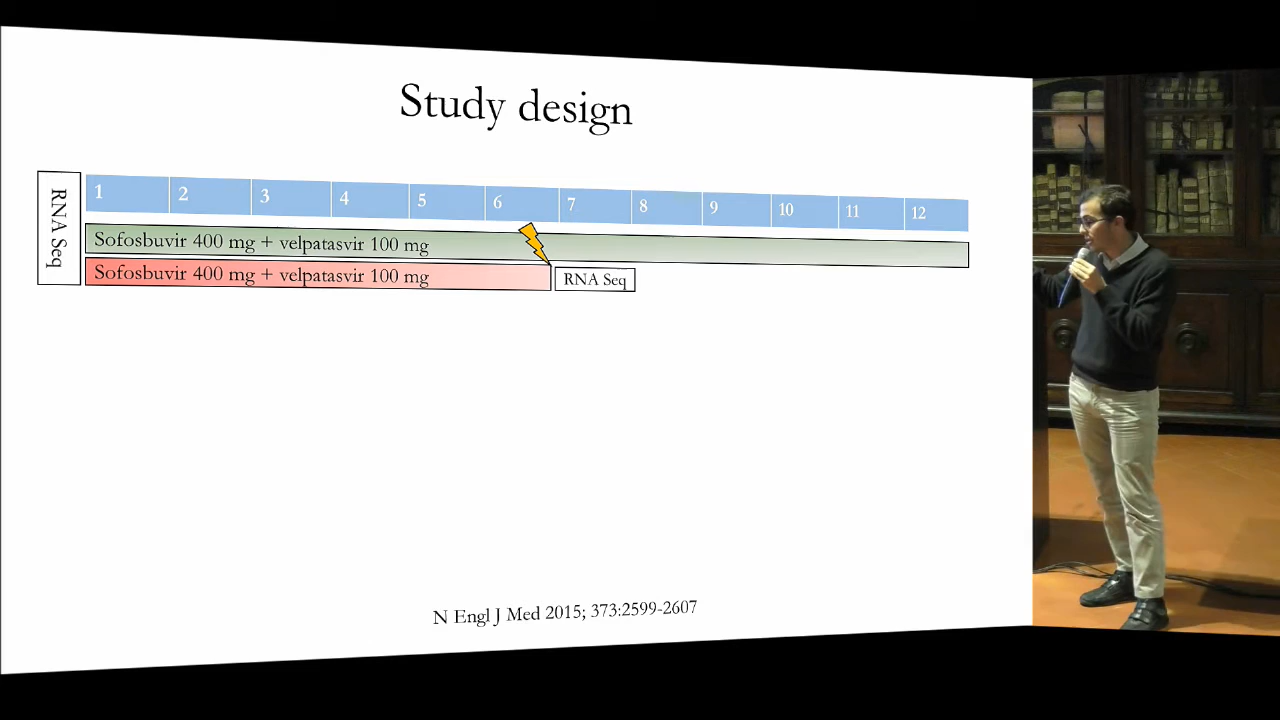 Study design
RNA Seq
1 2 3 4 5 6 7 8 9 10 11 12
Sofosbuvir 400 mg + velpatasvir 100 mg
Sofosbuvir 400 mg + velpatasvir 100 mg
RNA Seq
N Engl J Med 2015; 373:2599-2607